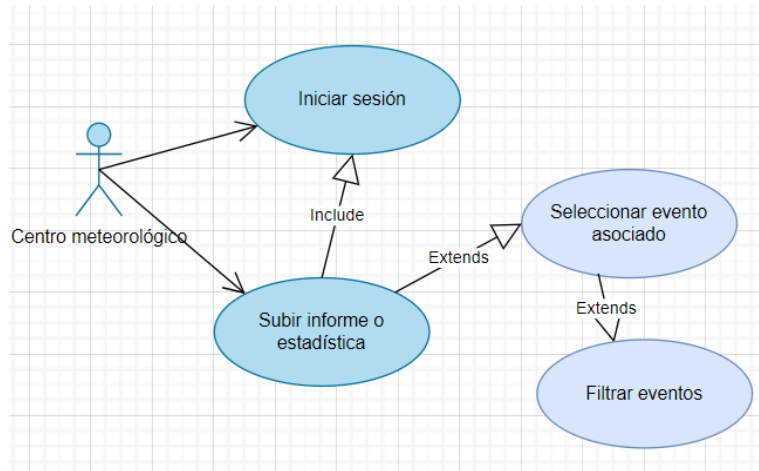 Iniciar sesión
Centro meteorológico
Include
Seleccionar evento
asociado
Extends
Subir informe o
estadística
Extends
Filtrar eventos